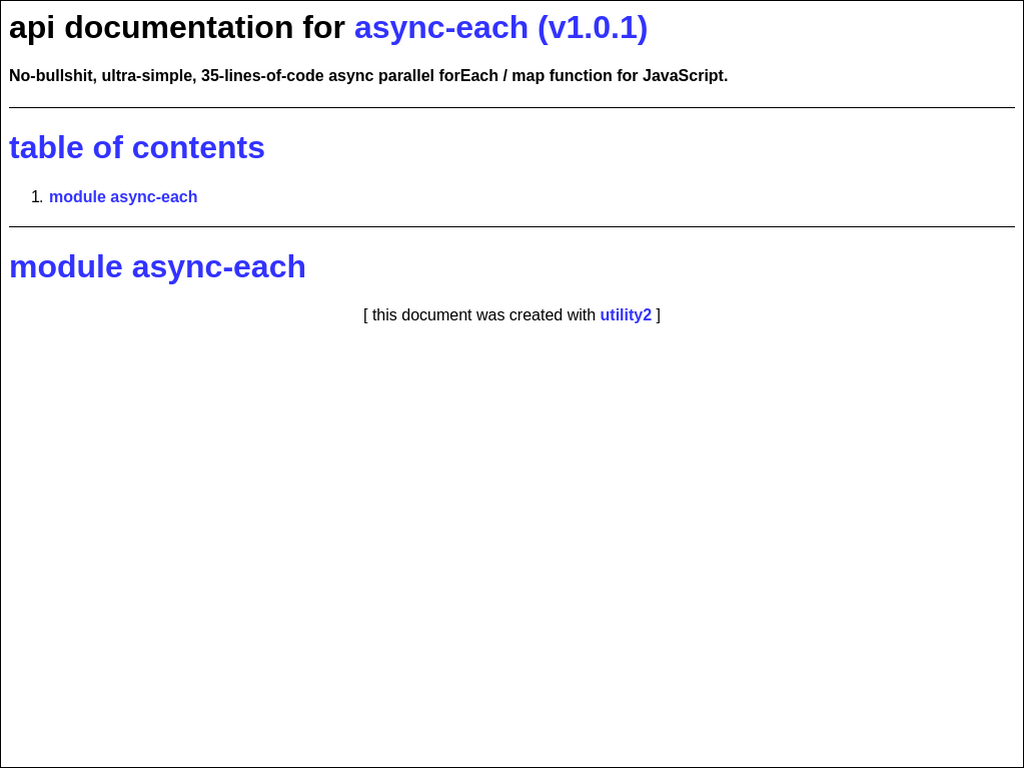 api documentation for async-each (v1.0.1)
No-bullshit, ultra-simple, 35-lines-of-code async parallel forEach / map function for JavaScript.
table of contents
1. module async-each
module async-each
[ this document was created with utility2 ]